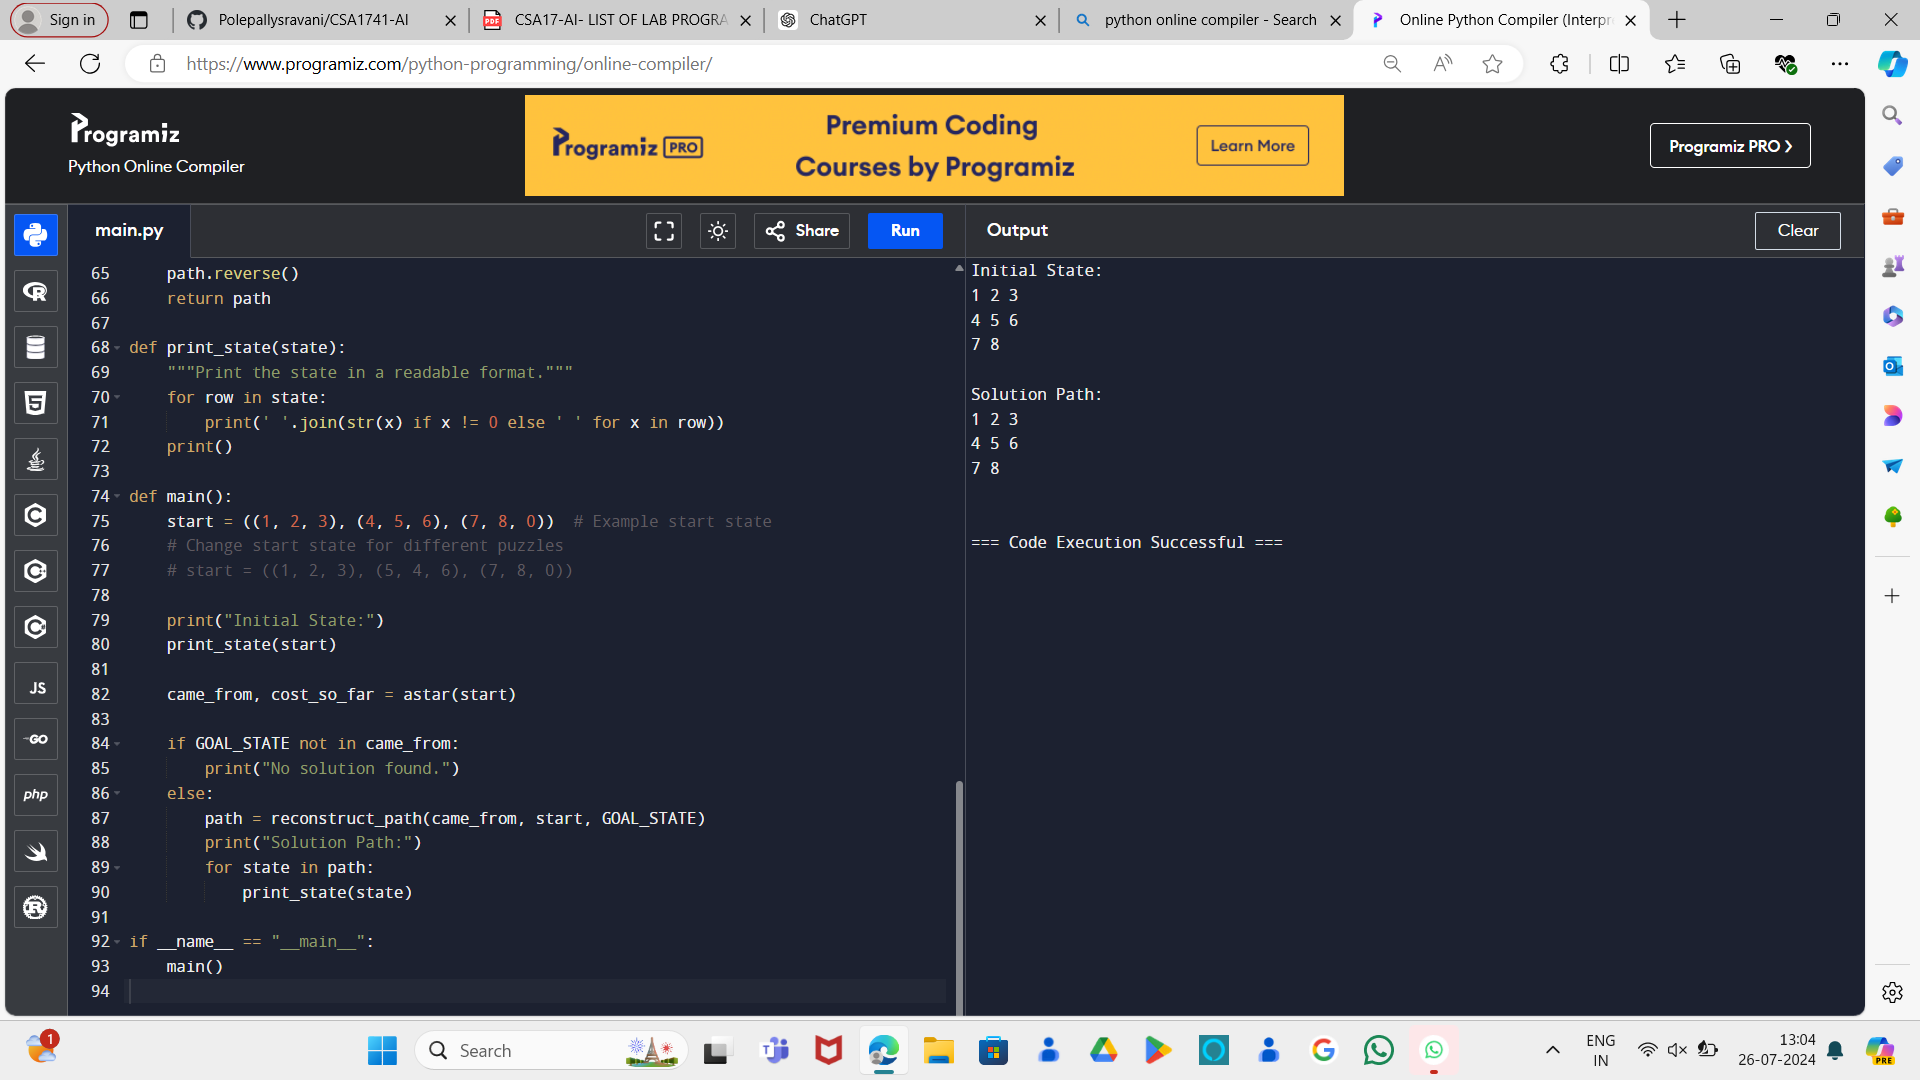 Sign in
Polepallysravani/CSA1741-AI
CSA17-AI- LIST OF LAB PROGRA
ChatGPT
python online compiler - Search
Online Python Compiler (Interpre
https://www.programiz.com/python-programming/online-compiler/
Programiz
Python Online Compiler
Programiz PRO
Premium Coding
Courses by Programiz
Learn More
Programiz PRO ›
main.py
Share
Run
Output
Clear
65 path.reverse()
66 return path
67
68 def print_state(state):
69 """Print the state in a readable format."""
70 for row in state:
71 print(' '.join(str(x) if x != 0 else ' ' for x in row))
72 print()
73
74 def main():
75 start = ((1, 2, 3), (4, 5, 6), (7, 8, 0))  # Example start state
76 # Change start state for different puzzles
77 # start = ((1, 2, 3), (5, 4, 6), (7, 8, 0))
78
79 print("Initial State:")
80 print_state(start)
81
82 came_from, cost_so_far = astar(start)
83
84 if GOAL_STATE not in came_from:
85 print("No solution found.")
86 else:
87 path = reconstruct_path(came_from, start, GOAL_STATE)
88 print("Solution Path:")
89 for state in path:
90 print_state(state)
91
92 if __name__ == "__main__":
93 main()
94
Initial State:
1 2 3
4 5 6
7 8
Solution Path:
1 2 3
4 5 6
7 8
=== Code Execution Successful ===
JS
GO
php
1
Search
ENG
IN
13:04
26-07-2024
PRE